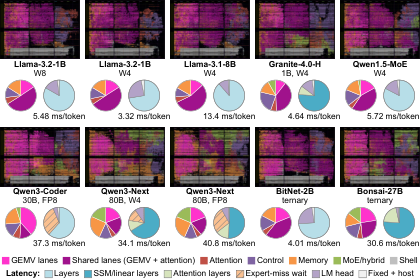 Llama-3.2-1B Llama-3.2-1B Llama-3.1-8B Granite-4.0-H Qwen1.5-MoE
W8 W4 W4 1B, W4 W4
5.48 ms/token 3.32 ms/token 13.4 ms/token 4.64 ms/token 5.72 ms/token
Qwen3-Coder Qwen3-Next Qwen3-Next BitNet-2B Bonsai-27B
30B, FP8 80B, W4 80B, FP8 ternary ternary
37.3 ms/token 34.1 ms/token 40.8 ms/token 4.01 ms/token 30.6 ms/token
GEMV lanes Shared lanes (GEMV + attention) Attention Control Memory MoE/hybrid
Latency: Layers SSM/linear layers Attention layers Expert-miss wait LM head Fixed + host